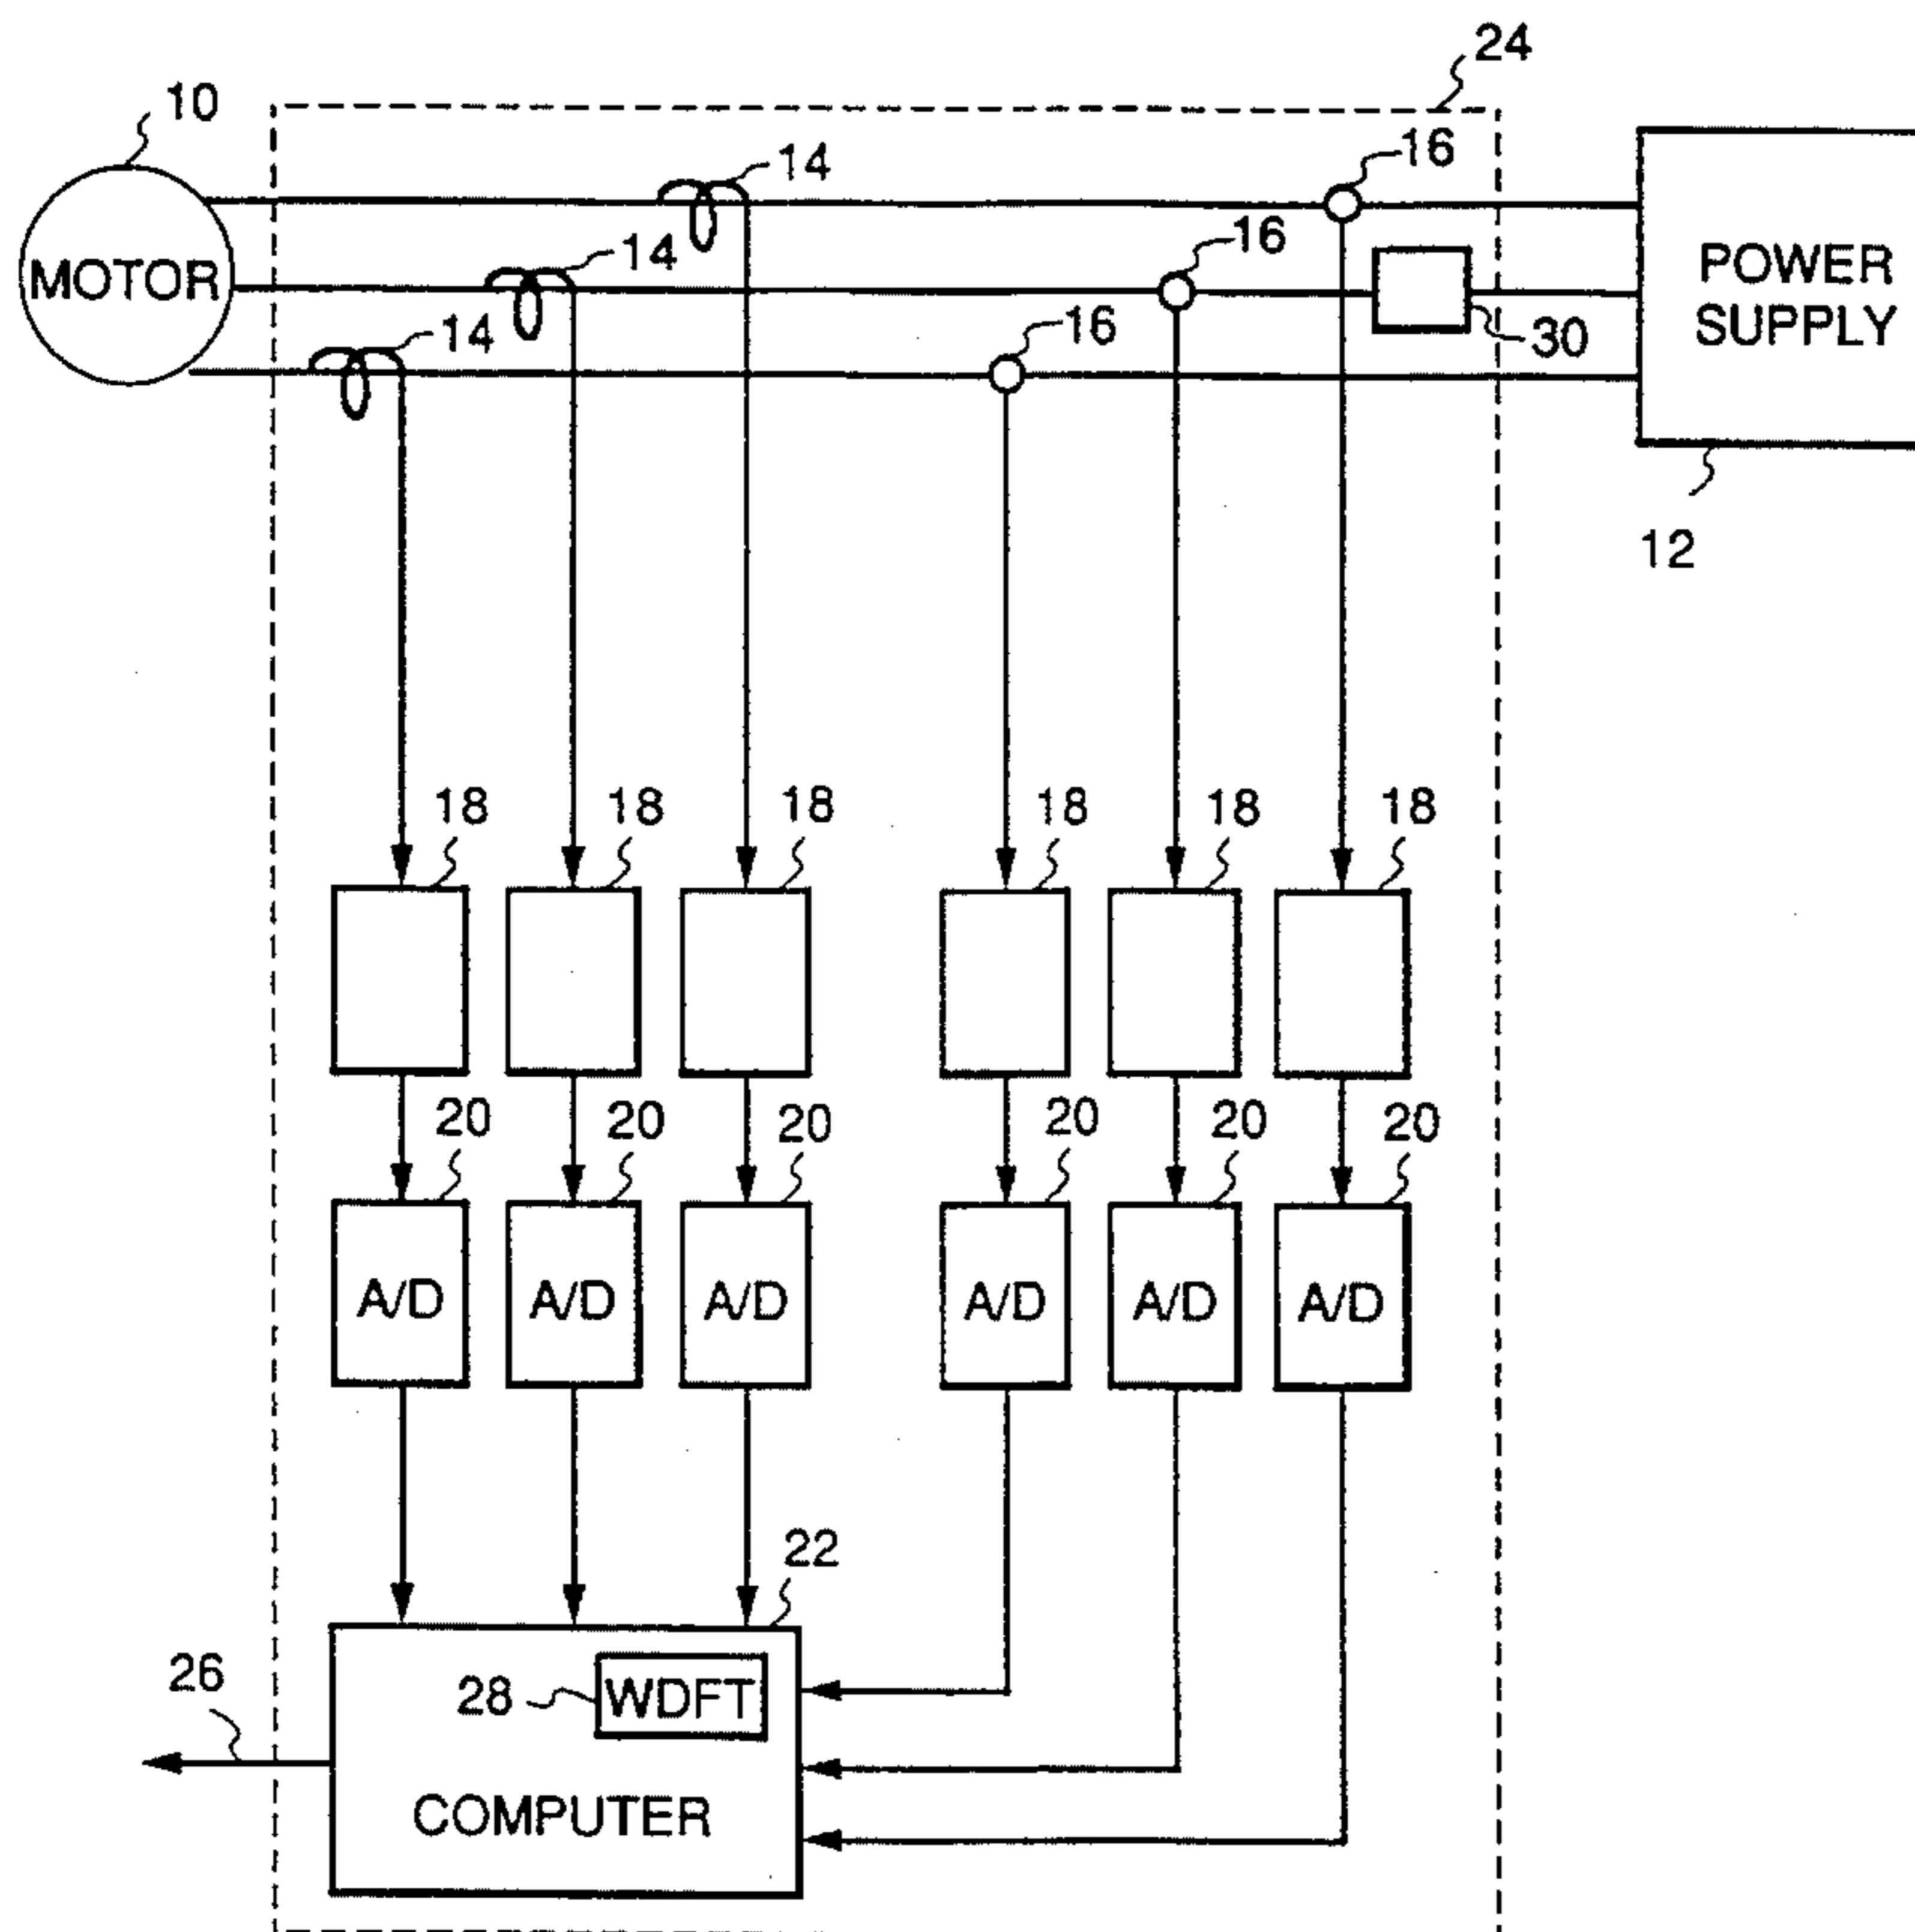 24
10
16
14
MOTOR
14
16
POWER
SUPPLY
14
16
30
12
18 18 18 18 18 18
20 20 20 20 20 20
A/D A/D A/D A/D A/D A/D
22
26
28 WDFT
COMPUTER